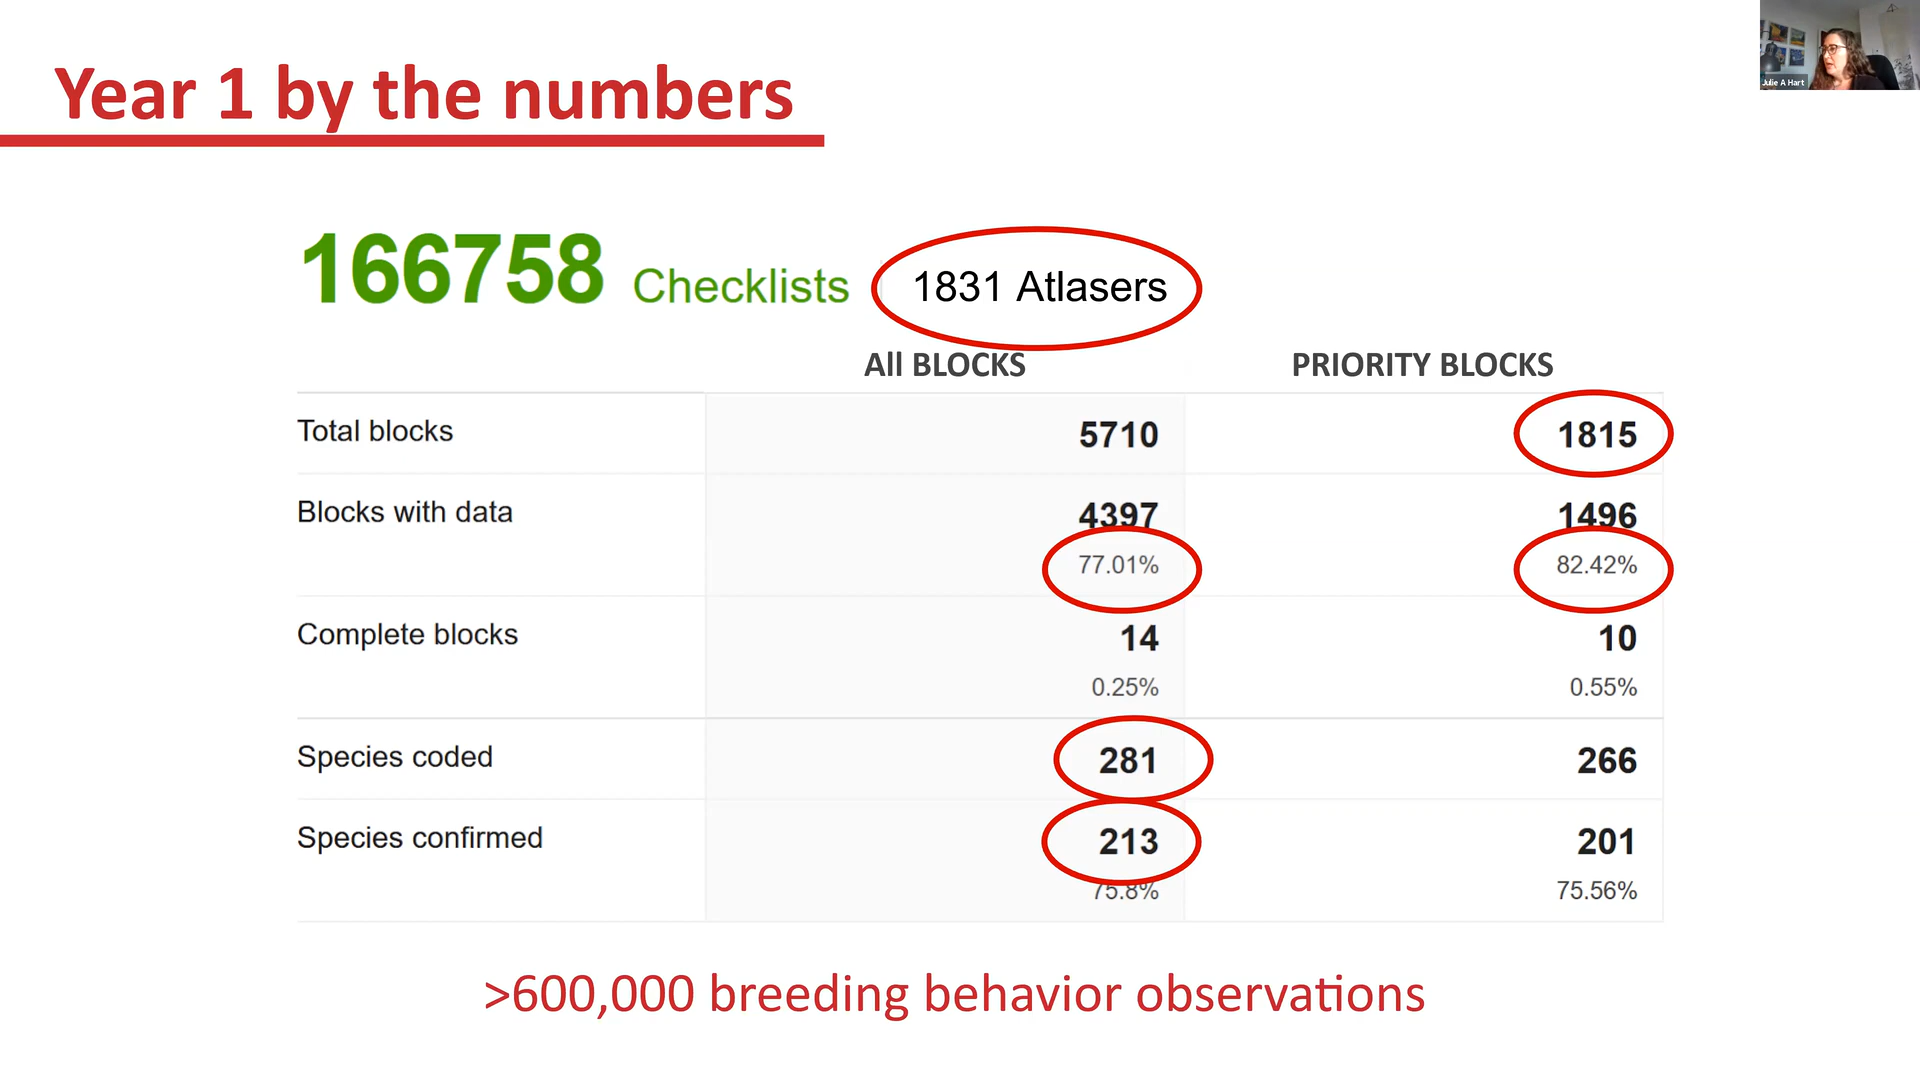 Year 1 by the numbers
Julie A Hart
166758 Checklists 1831 Atlasers
All BLOCKS PRIORITY BLOCKS
Total blocks 5710 1815
Blocks with data 4397 1496
77.01% 82.42%
Complete blocks 14 10
0.25% 0.55%
Species coded 281 266
Species confirmed 213 201
75.8% 75.56%
>600,000 breeding behavior observations